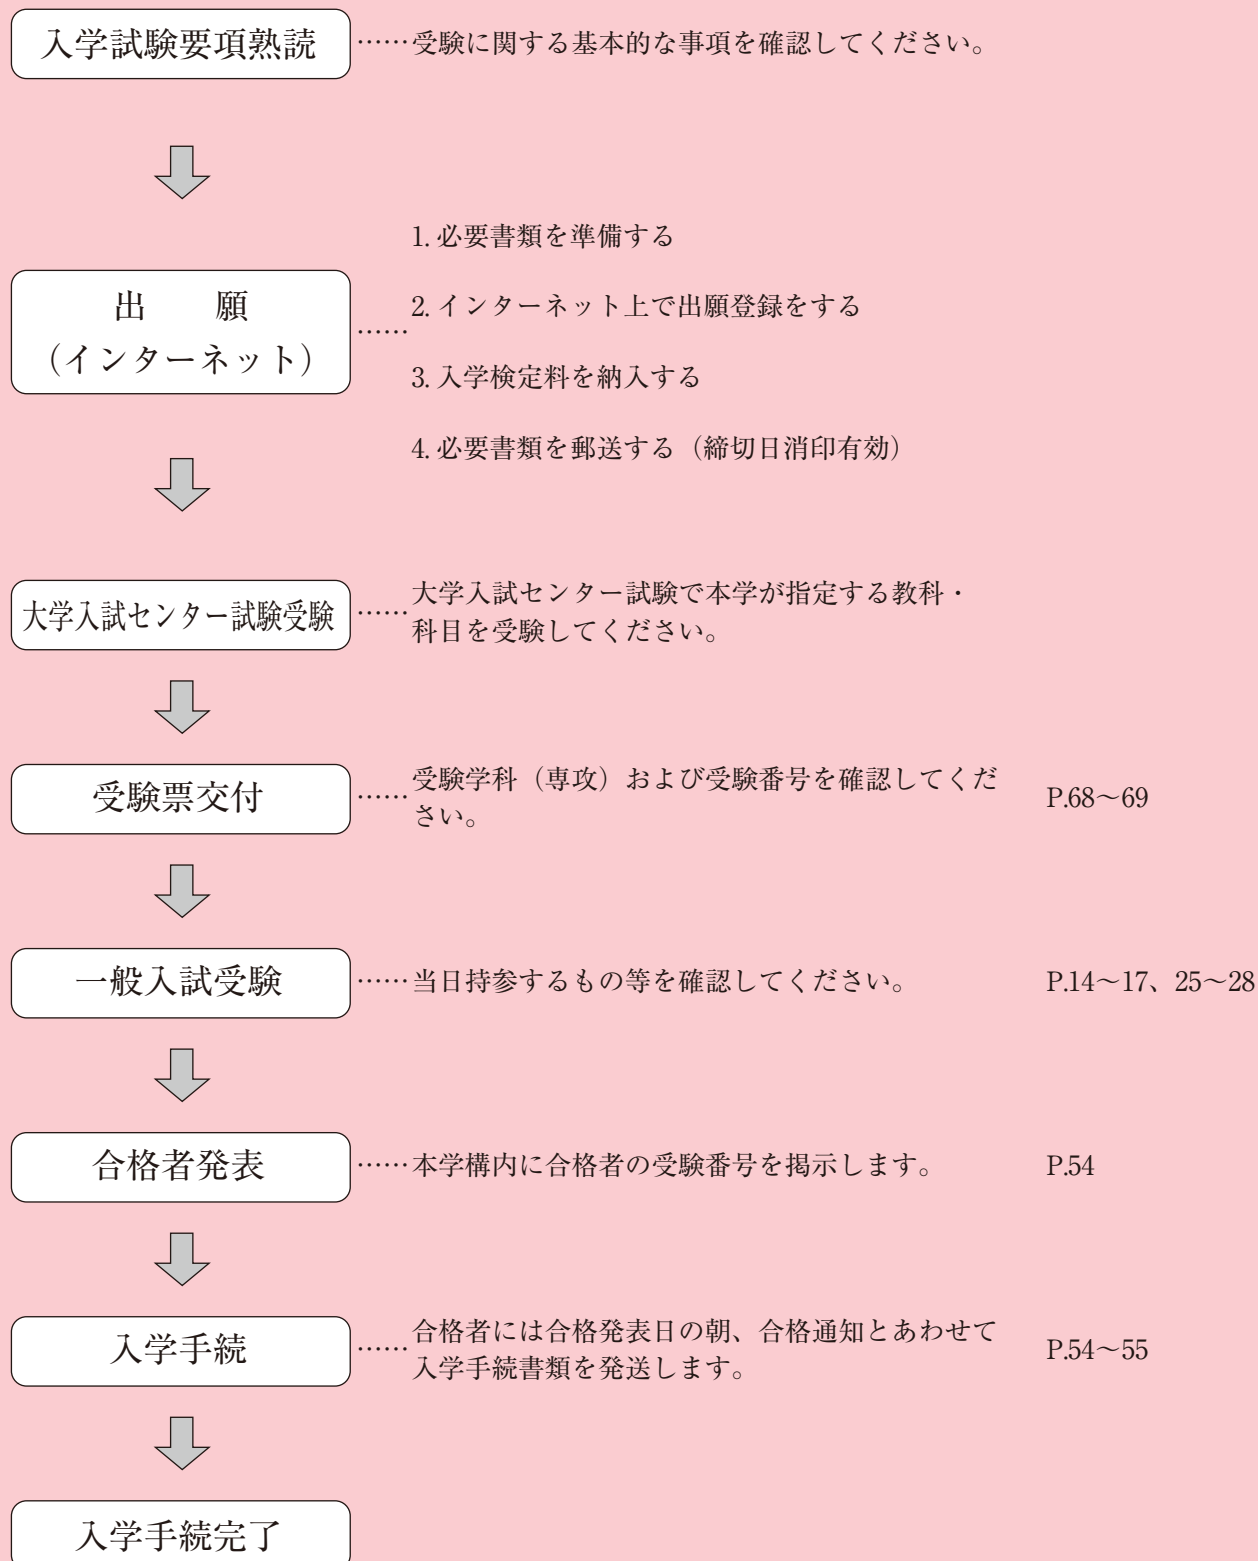 入学試験要項熟読 ……受験に関する基本的な事項を確認してください。
1. 必要書類を準備する
出　　願
(インターネット)
……
2. インターネット上で出願登録をする
3. 入学検定料を納入する
4. 必要書類を郵送する（締切日消印有効）
大学入試センター試験受験 ……大学入試センター試験で本学が指定する教科・
科目を受験してください。
受験票交付 ……受験学科（専攻）および受験番号を確認してくだ
さい。
P.68〜69
一般入試受験 ……当日持参するもの等を確認してください。 P.14〜17、25〜28
合格者発表 ……本学構内に合格者の受験番号を掲示します。 P.54
入学手続 ……合格者には合格発表日の朝、合格通知とあわせて
入学手続書類を発送します。
P.54〜55
入学手続完了